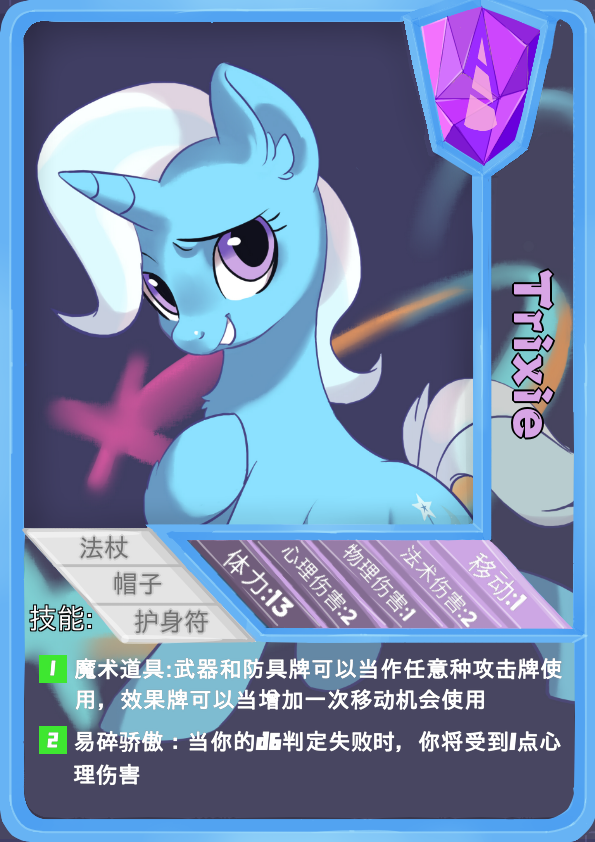 Trixie
法杖
帽子
护身符
体力:13
心理伤害:2
物理伤害:1
法术伤害:2
移动:1
技能:
1 魔术道具:武器和防具牌可以当作任意种攻击牌使
用，效果牌可以当增加一次移动机会使用
2 易碎骄傲：当你的d6判定失败时，你将受到1点心
理伤害